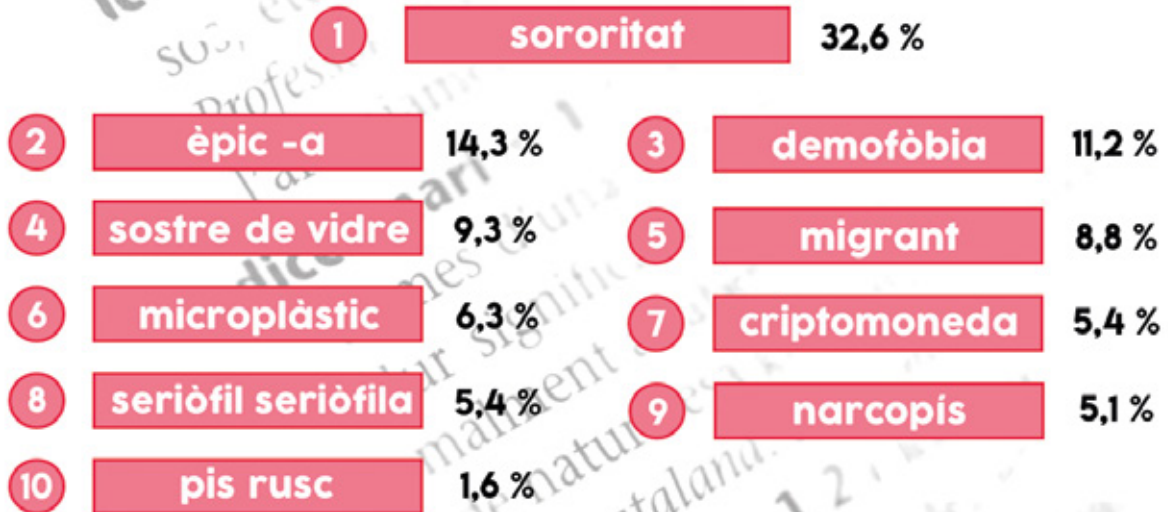 1 sororitat 32,6 %
2 èpic -a 14,3 %
3 demofòbia 11,2 %
4 sostre de vidre 9,3 %
5 migrant 8,8 %
6 microplàstic 6,3 %
7 criptomoneda 5,4 %
8 seriòfil seriòfila 5,4 %
9 narcopís 5,1 %
10 pis rusc 1,6 %